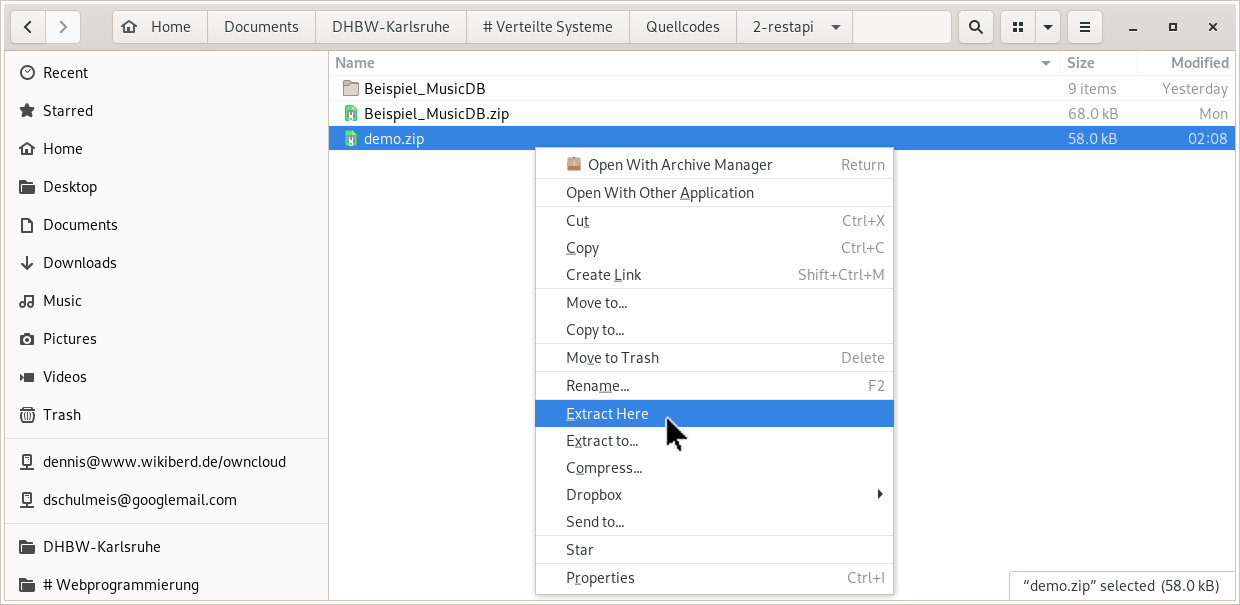 Home Documents DHBW-Karlsruhe # Verteilte Systeme Quellcodes 2-restapi
Recent
Starred
Home
Desktop
Documents
Downloads
Music
Pictures
Videos
Trash
dennis@www.wikiberd.de/owncloud
dschulmeis@googlemail.com
DHBW-Karlsruhe
# Webprogrammierung
Name Size Modified
Beispiel_MusicDB 9 items Yesterday
Beispiel_MusicDB.zip 68.0 kB Mon
demo.zip 58.0 kB 02:08
Open With Archive Manager Return
Open With Other Application
Cut Ctrl+X
Copy Ctrl+C
Create Link Shift+Ctrl+M
Move to...
Copy to...
Move to Trash Delete
Rename... F2
Extract Here
Extract to...
Compress...
Dropbox
Send to...
Star
Properties Ctrl+I
“demo.zip” selected (58.0 kB)